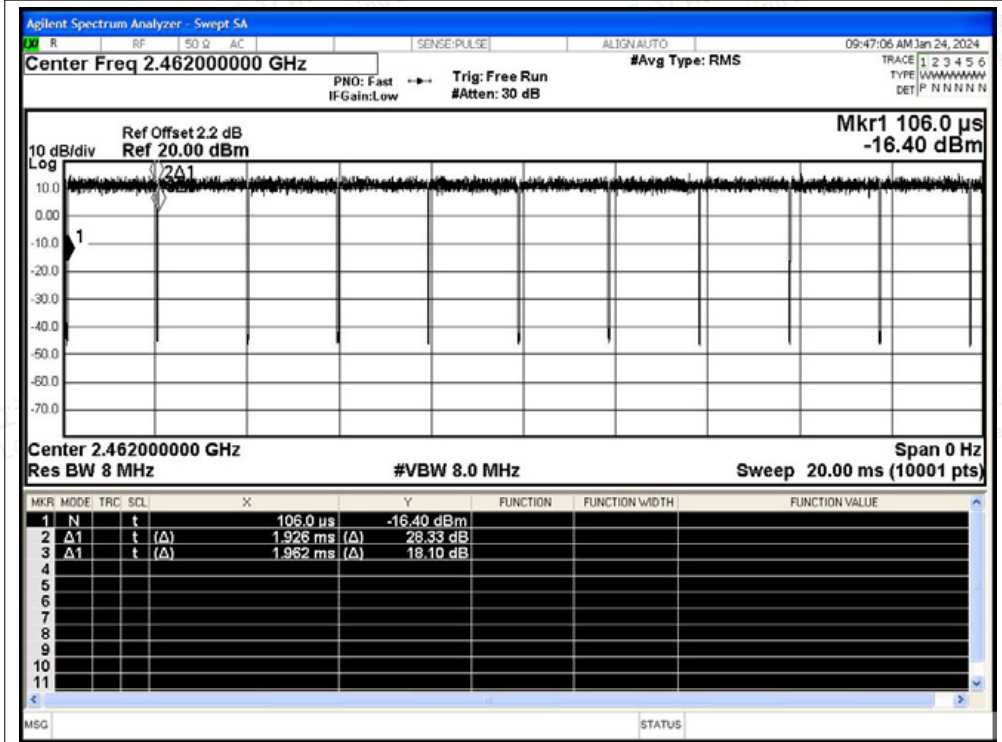 Agilent Spectrum Analyzer - Swept SA
R RF 50 Ω AC SENSE:PULSE ALIGN AUTO 09:47:06 AM Jan 24, 2024
Center Freq 2.462000000 GHz #Avg Type: RMS TRACE 1 2 3 4 5 6
PNO: Fast Trig: Free Run TYPE WWWWWW
IFGain:Low #Atten: 30 dB DET P N N N N N
Mkr1 106.0 µs
Ref Offset 2.2 dB
10 dB/div Ref 20.00 dBm -16.40 dBm
Log
2Δ1
10.0
0.00
1
-10.0
-20.0
-30.0
-40.0
-50.0
-60.0
-70.0
Center 2.462000000 GHz Span 0 Hz
Res BW 8 MHz #VBW 8.0 MHz Sweep 20.00 ms (10001 pts)
MKR MODE TRC SCL X Y FUNCTION FUNCTION WIDTH FUNCTION VALUE
1 N t 106.0 µs -16.40 dBm
2 Δ1 t (Δ) 1.926 ms (Δ) 28.33 dB
3 Δ1 t (Δ) 1.962 ms (Δ) 18.10 dB
4
5
6
7
8
9
10
11
MSG STATUS